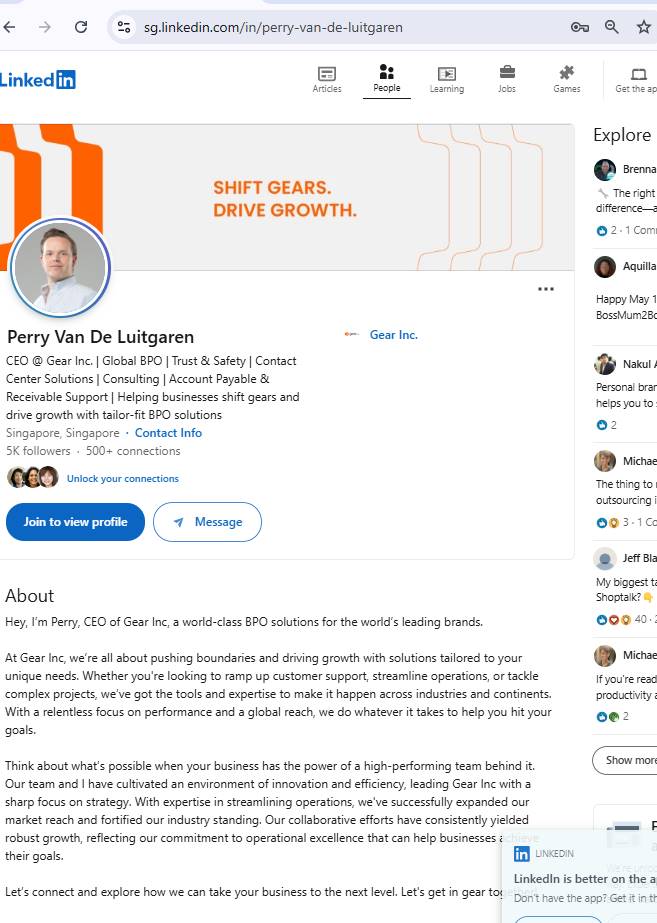 sg.linkedin.com/in/perry-van-de-luitgaren
Linkedin
Articles
People
Learning
Jobs
Games
Get the ap
SHIFT GEARS.
DRIVE GROWTH.
Perry Van De Luitgaren
Gear Inc.
CEO @ Gear Inc. | Global BPO | Trust & Safety | Contact
Center Solutions | Consulting | Account Payable &
Receivable Support | Helping businesses shift gears and
drive growth with tailor-fit BPO solutions
Singapore, Singapore · Contact Info
5K followers · 500+ connections
Unlock your connections
Join to view profile
Message
About
Hey, I’m Perry, CEO of Gear Inc, a world-class BPO solutions for the world’s leading brands.
At Gear Inc, we’re all about pushing boundaries and driving growth with solutions tailored to your
unique needs. Whether you’re looking to ramp up customer support, streamline operations, or tackle
complex projects, we’ve got the tools and expertise to make it happen across industries and continents.
With a relentless focus on performance and a global reach, we do whatever it takes to help you hit your
goals.
Think about what’s possible when your business has the power of a high-performing team behind it.
Our team and I have cultivated an environment of innovation and efficiency, leading Gear Inc with a
sharp focus on strategy. With expertise in streamlining operations, we’ve successfully expanded our
market reach and fortified our industry standing. Our collaborative efforts have consistently yielded
robust growth, reflecting our commitment to operational excellence that can help businesses achieve
their goals.
Let’s connect and explore how we can take your business to the next level. Let’s get in gear together.
Explore
Brenna
🔧 The right
difference—a
2 · 1 Com
Aquilla
Happy May 1
BossMum2Bo
Nakul A
Personal bran
helps you to s
2
Michae
The thing to r
outsourcing i
3 · 1 Co
Jeff Bla
My biggest ta
Shoptalk? 👇
40 · 2
Michae
If you’re read
productivity a
2
Show more
LINKEDIN
LinkedIn is better on the ap
Don’t have the app? Get it in th